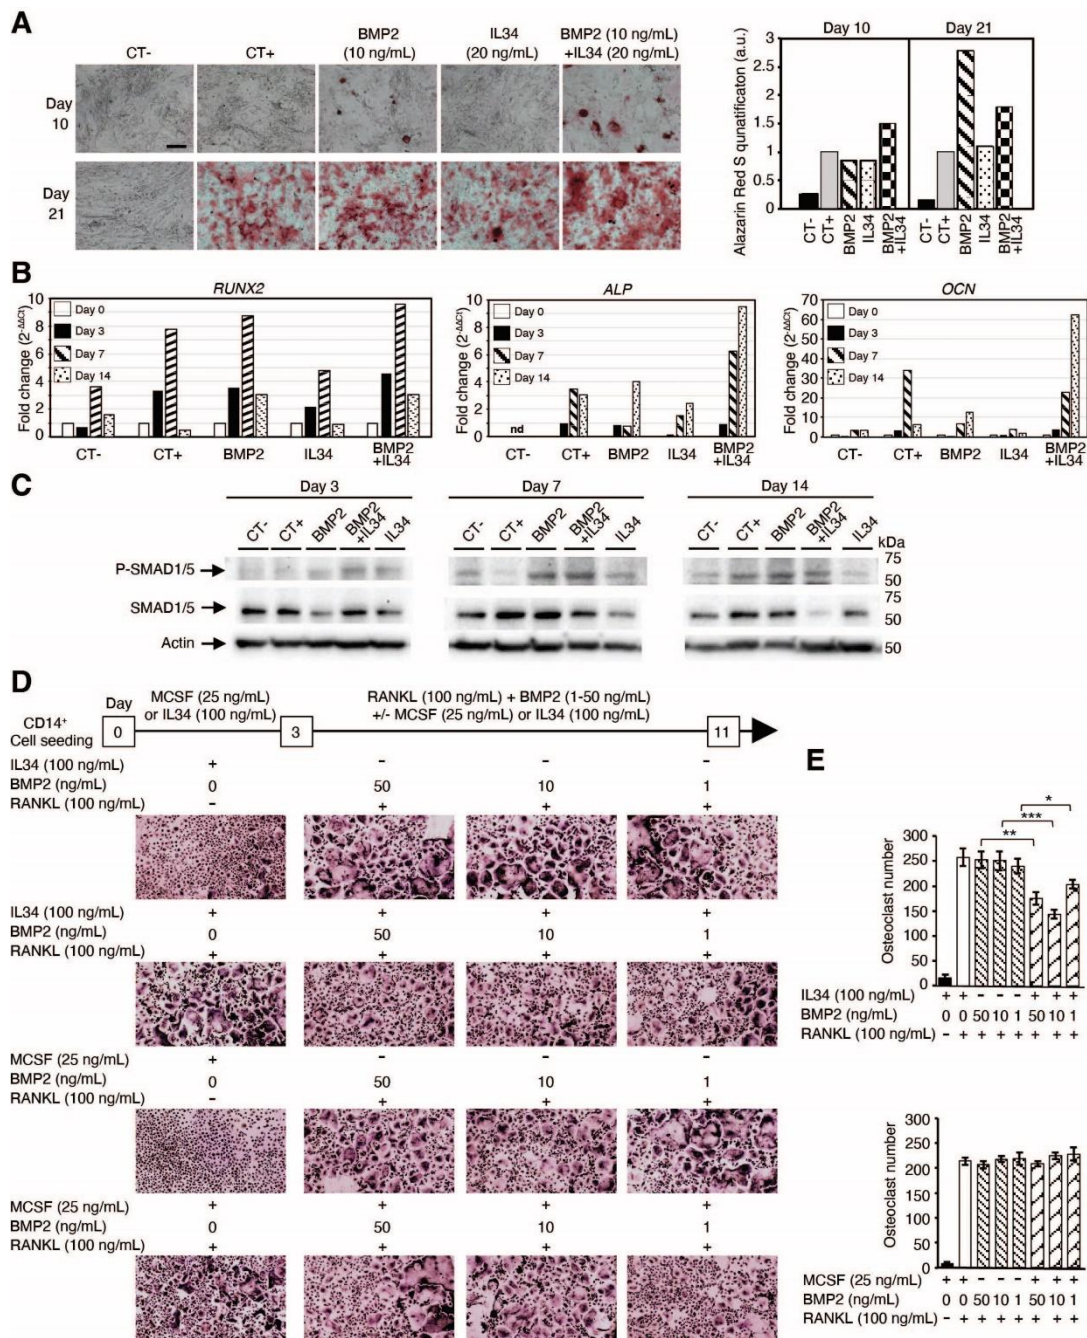 A
CT-
CT+
BMP2
(10 ng/mL)
IL34
(20 ng/mL)
BMP2 (10 ng/mL)
+IL34 (20 ng/mL)
Day
10
Day
21
Alazarin Red S qunatificaton (a.u.)
3
2.5
2
1.5
1
0.5
0
Day 10
Day 21
CT-
CT+
BMP2
IL34
BMP2
+IL34
CT-
CT+
BMP2
IL34
BMP2
+IL34
B
RUNX2
Fold change (2-ΔΔCt)
10
8
6
4
2
0
Day 0
Day 3
Day 7
Day 14
CT-
CT+
BMP2
IL34
BMP2
+IL34
ALP
Fold change (2-ΔΔCt)
10
8
6
4
2
0
Day 0
Day 3
Day 7
Day 14
nd
CT-
CT+
BMP2
IL34
BMP2
+IL34
OCN
Fold change (2-ΔΔCt)
70
60
50
40
30
20
10
0
Day 0
Day 3
Day 7
Day 14
CT-
CT+
BMP2
IL34
BMP2
+IL34
C
Day 3
Day 7
Day 14
CT-
CT+
BMP2
BMP2
+IL34
IL34
CT-
CT+
BMP2
BMP2
+IL34
IL34
CT-
CT+
BMP2
BMP2
+IL34
IL34
kDa
P-SMAD1/5
75
50
SMAD1/5
75
50
Actin
50
D
CD14+
Cell seeding
Day
0
MCSF (25 ng/mL)
or IL34 (100 ng/mL)
3
RANKL (100 ng/mL) + BMP2 (1-50 ng/mL)
+/- MCSF (25 ng/mL) or IL34 (100 ng/mL)
11
IL34 (100 ng/mL) + - - -
BMP2 (ng/mL) 0 50 10 1
RANKL (100 ng/mL) - + + +
IL34 (100 ng/mL) + + + +
BMP2 (ng/mL) 0 50 10 1
RANKL (100 ng/mL) + + + +
MCSF (25 ng/mL) + - - -
BMP2 (ng/mL) 0 50 10 1
RANKL (100 ng/mL) - + + +
MCSF (25 ng/mL) + + + +
BMP2 (ng/mL) 0 50 10 1
RANKL (100 ng/mL) + + + +
E
*
***
**
Osteoclast number
300
250
200
150
100
50
0
IL34 (100 ng/mL) + + - - - + + +
BMP2 (ng/mL) 0 0 50 10 1 50 10 1
RANKL (100 ng/mL) - + + + + + + +
Osteoclast number
300
250
200
150
100
50
0
MCSF (25 ng/mL) + + - - - + + +
BMP2 (ng/mL) 0 0 50 10 1 50 10 1
RANKL (100 ng/mL) - + + + + + + +